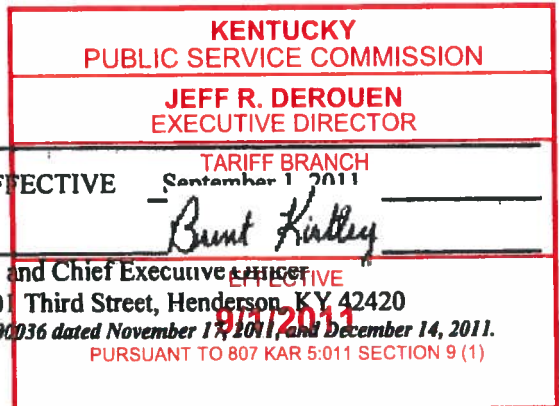 KENTUCKY
PUBLIC SERVICE COMMISSION
JEFF R. DEROUEN
EXECUTIVE DIRECTOR
TARIFF BRANCH
FFECTIVE September 1, 2011
Bunt Kirtley
and Chief Executive Officer
EFFECTIVE
Third Street, Henderson, KY 42420
9/1/2011
dated November 17, 2011, and December 14, 2011.
PURSUANT TO 807 KAR 5:011 SECTION 9 (1)